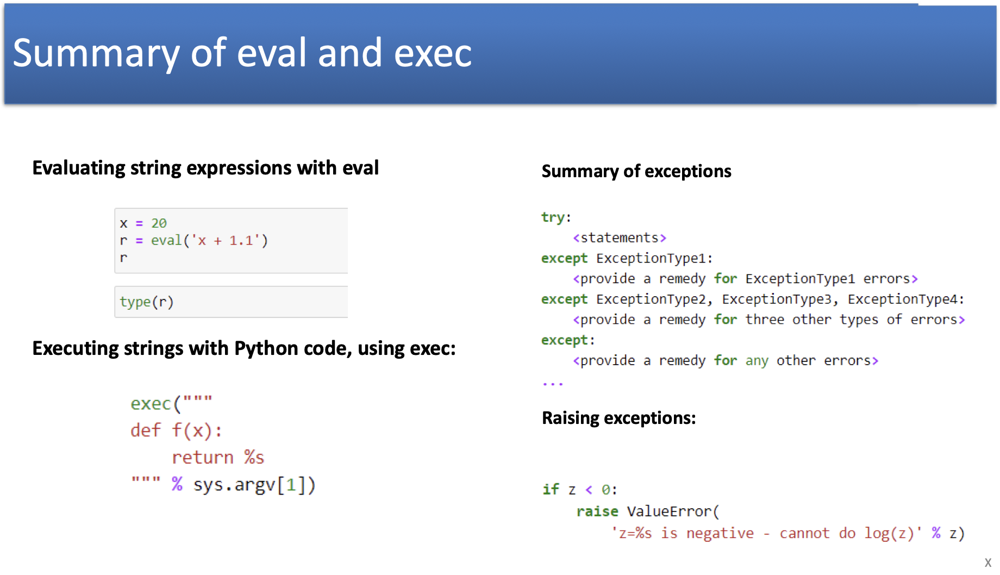 Summary of eval and exec
Evaluating string expressions with eval
x = 20
r = eval('x + 1.1')
r
type(r)
Executing strings with Python code, using exec:
exec("""
def f(x):
    return %s
""" % sys.argv[1])
Summary of exceptions
try:
    <statements>
except ExceptionType1:
    <provide a remedy for ExceptionType1 errors>
except ExceptionType2, ExceptionType3, ExceptionType4:
    <provide a remedy for three other types of errors>
except:
    <provide a remedy for any other errors>
...
Raising exceptions:
if z < 0:
    raise ValueError(
        'z=%s is negative - cannot do log(z)' % z)
X